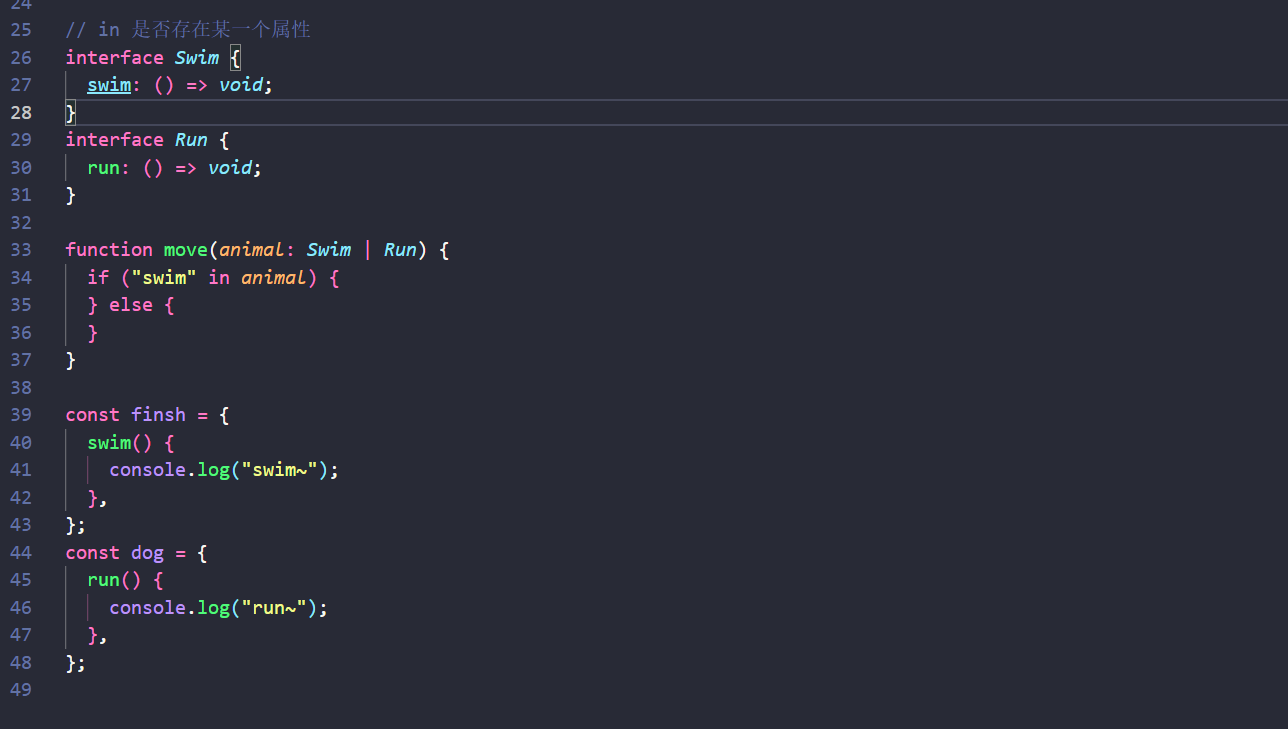 24
25 // in 是否存在某一个属性
26 interface Swim {
27   swim: () => void;
28 }
29 interface Run {
30   run: () => void;
31 }
32
33 function move(animal: Swim | Run) {
34   if ("swim" in animal) {
35   } else {
36   }
37 }
38
39 const finsh = {
40   swim() {
41     console.log("swim~");
42   },
43 };
44 const dog = {
45   run() {
46     console.log("run~");
47   },
48 };
49